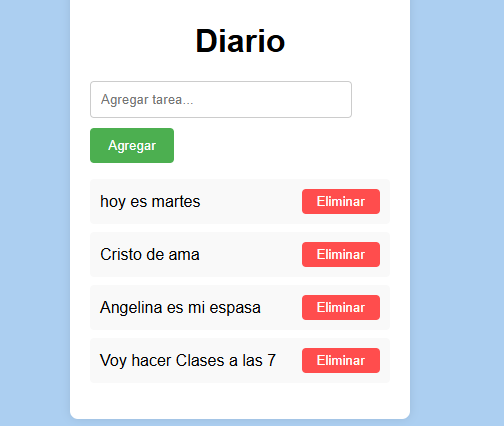 Diario
Agregar tarea...
Agregar
hoy es martes Eliminar
Cristo de ama Eliminar
Angelina es mi espasa Eliminar
Voy hacer Clases a las 7 Eliminar